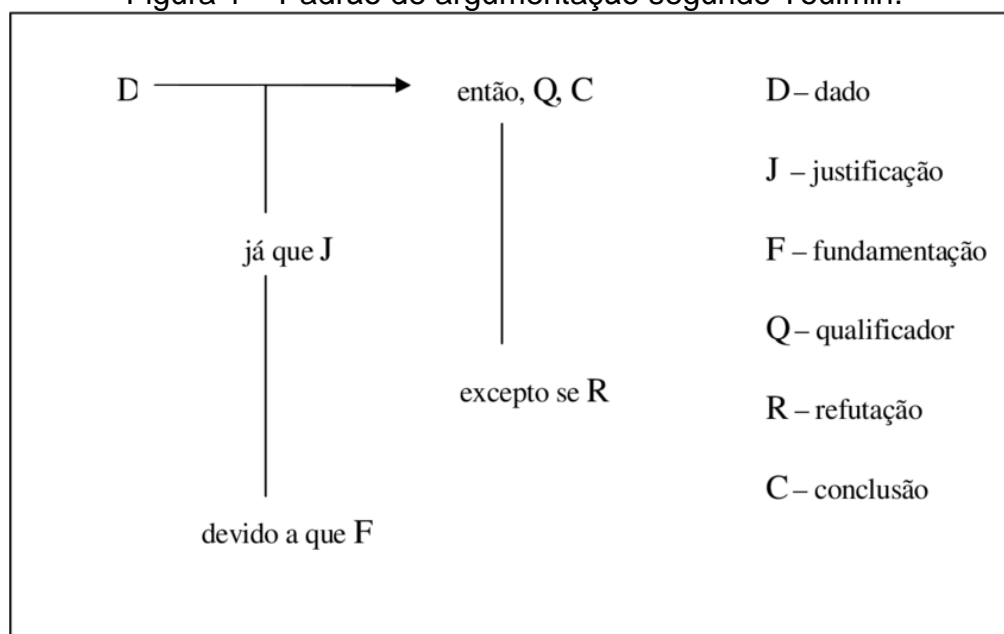 Figura 1 – Padrão de argumentação segundo Toulmin.
D
então, Q, C
já que J
excepto se R
devido a que F
D – dado
J – justificação
F – fundamentação
Q – qualificador
R – refutação
C – conclusão